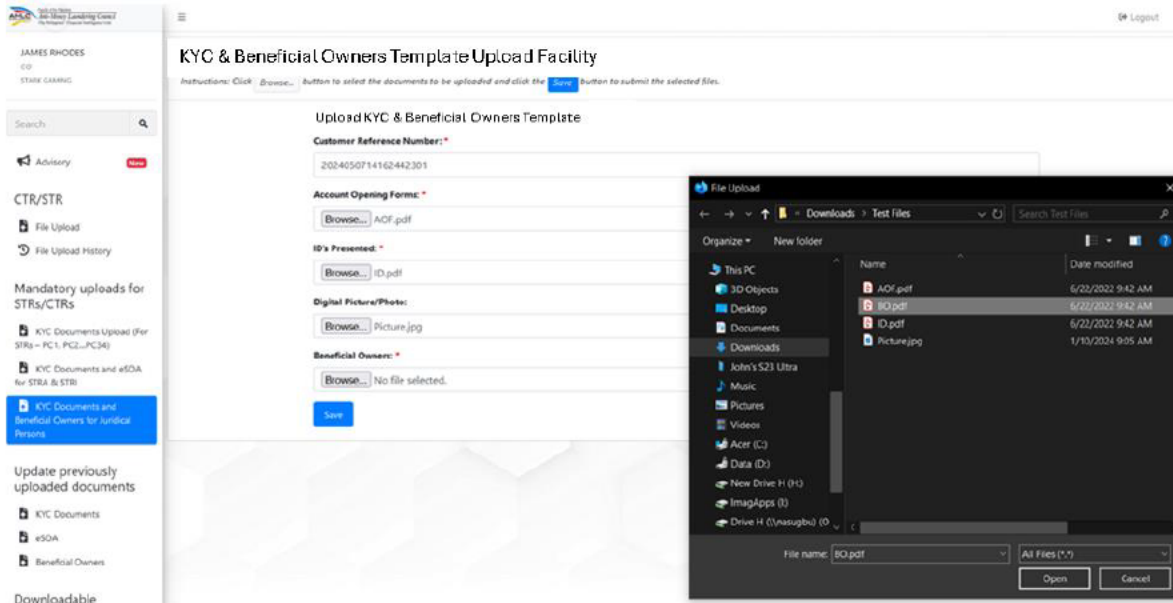 AMLC Anti-Money Laundering Council
Logout
JAMES RHODES
CO
STARK GAMING
Search
Advisory
New
CTR/STR
File Upload
File Upload History
Mandatory uploads for
STRs/CTRs
KYC Documents Upload (For
STRs – PC1, PC2...PC34)
KYC Documents and eSOA
for STRA & STRI
KYC Documents and
Beneficial Owners for Juridical
Persons
Update previously
uploaded documents
KYC Documents
eSOA
Beneficial Owners
Downloadable
KYC & Beneficial Owners Template Upload Facility
Instructions: Click Browse... button to select the documents to be uploaded and click the Save button to submit the selected files.
Upload KYC & Beneficial Owners Template
Customer Reference Number: *
2024050714162442301
Account Opening Forms: *
Browse... AOF.pdf
ID's Presented: *
Browse... ID.pdf
Digital Picture/Photo:
Browse... Picture.jpg
Beneficial Owners: *
Browse... No file selected.
Save
File Upload
Downloads > Test Files
Search Test Files
Organize
New folder
This PC
3D Objects
Desktop
Documents
Downloads
John's S23 Ultra
Music
Pictures
Videos
Acer (C:)
Data (D:)
New Drive H (H:)
ImagApps (I:)
Drive H (\\nasugbu) (O
Name
Date modified
AOF.pdf
6/22/2022 9:42 AM
BO.pdf
6/22/2022 9:42 AM
ID.pdf
6/22/2022 9:42 AM
Picture.jpg
1/10/2024 9:05 AM
File name: BO.pdf
All Files (*.*)
Open
Cancel